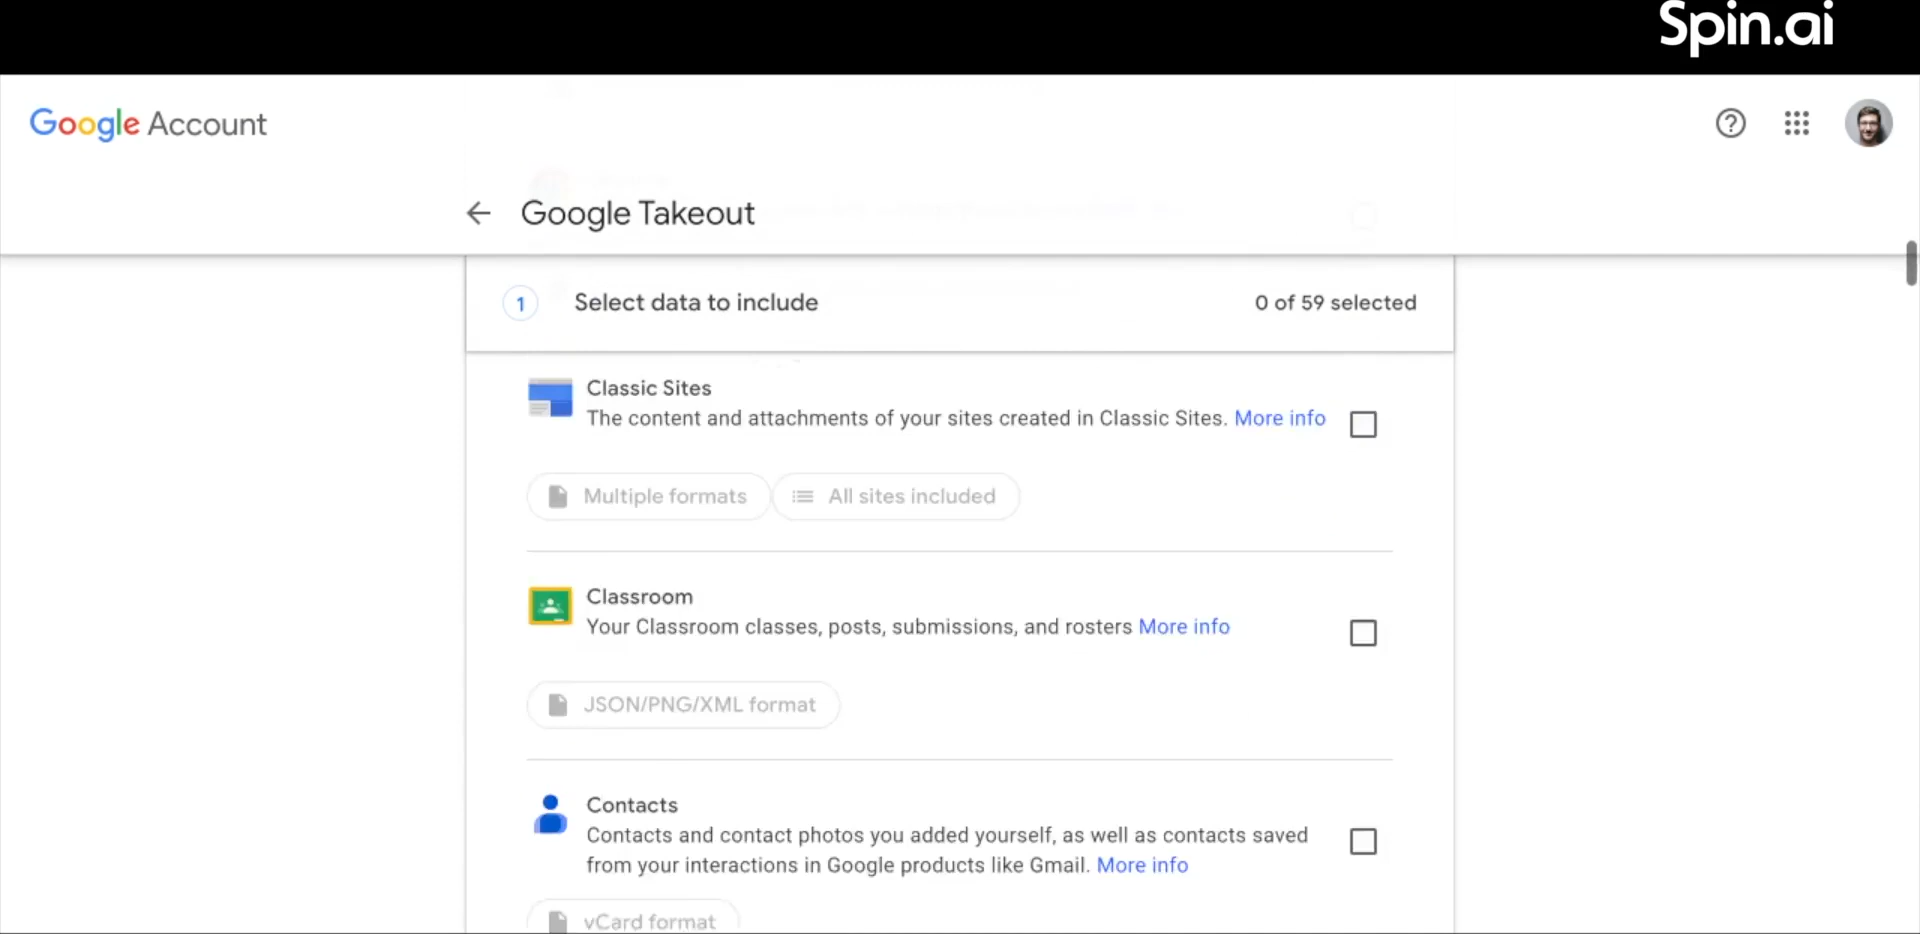 Spin.ai
Google Account
Google Takeout
1 Select data to include 0 of 59 selected
Classic Sites
The content and attachments of your sites created in Classic Sites. More info
Multiple formats All sites included
Classroom
Your Classroom classes, posts, submissions, and rosters More info
JSON/PNG/XML format
Contacts
Contacts and contact photos you added yourself, as well as contacts saved
from your interactions in Google products like Gmail. More info
vCard format